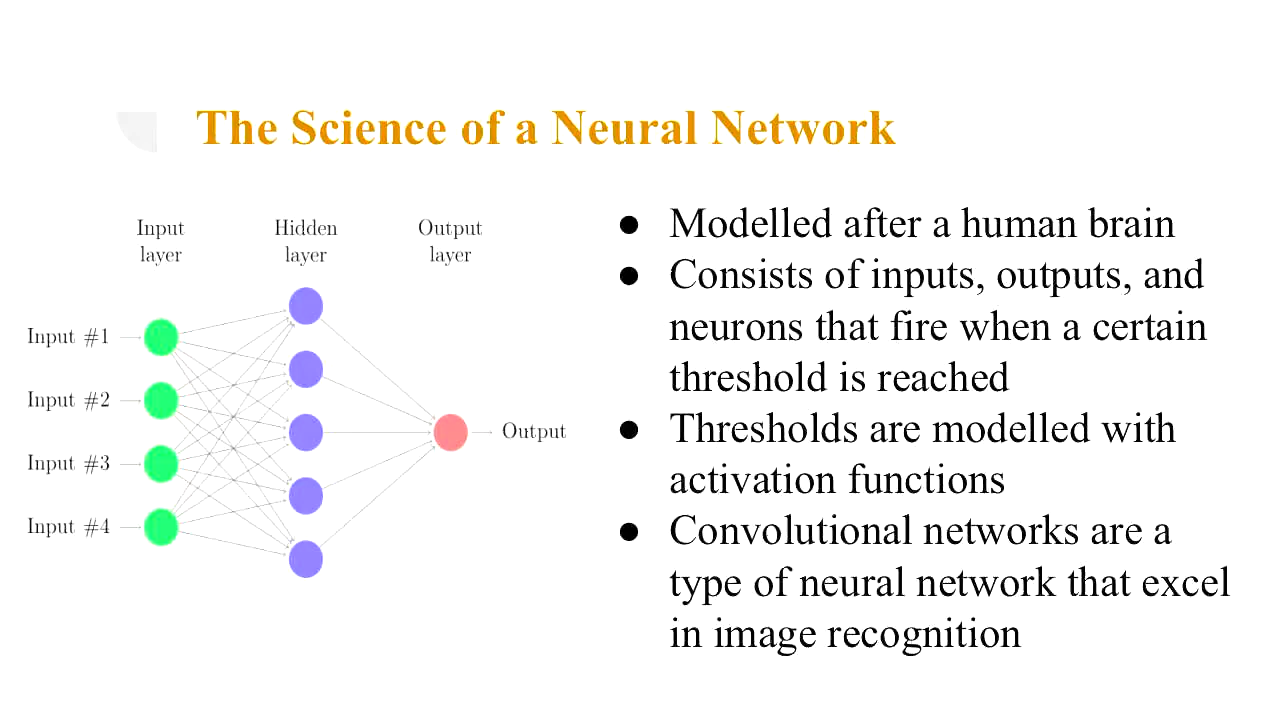 The Science of a Neural Network
Input
layer
Hidden
layer
Output
layer
Input #1
Input #2
Input #3
Input #4
Output
● Modelled after a human brain
● Consists of inputs, outputs, and
neurons that fire when a certain
threshold is reached
● Thresholds are modelled with
activation functions
● Convolutional networks are a
type of neural network that excel
in image recognition